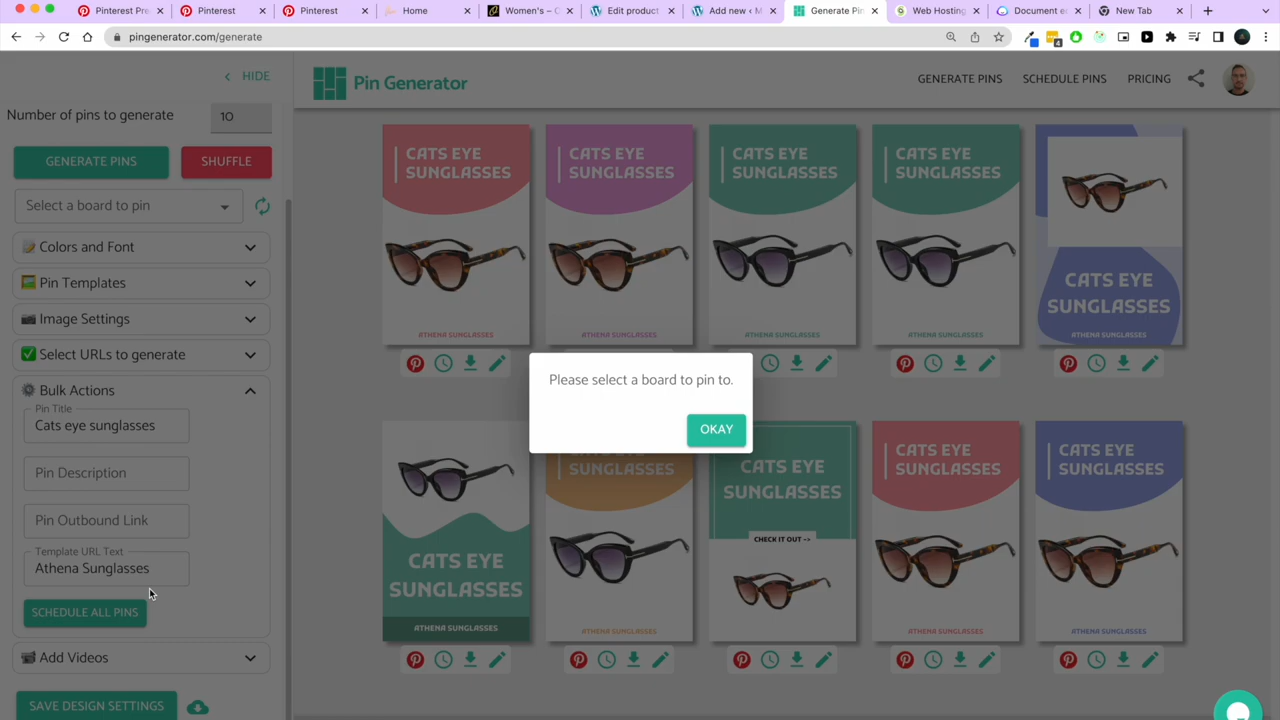 Pinterest Pre
Pinterest
Pinterest
Home
Women's – C
Edit product
Add new ‹ M
Generate Pin
Web Hosting
Document e
New Tab
pingenerator.com/generate
4
HIDE
Number of pins to generate
10
GENERATE PINS
SHUFFLE
Select a board to pin
Colors and Font
Pin Templates
Image Settings
Select URLs to generate
Bulk Actions
Pin Title
Cats eye sunglasses
Pin Description
Pin Outbound Link
Template URL Text
Athena Sunglasses
SCHEDULE ALL PINS
Add Videos
SAVE DESIGN SETTINGS
Pin Generator
GENERATE PINS
SCHEDULE PINS
PRICING
CATS EYE
SUNGLASSES
ATHENA SUNGLASSES
CATS EYE
SUNGLASSES
ATHENA SUNGLASSES
CATS EYE
SUNGLASSES
ATHENA SUNGLASSES
CATS EYE
SUNGLASSES
ATHENA SUNGLASSES
CATS EYE
SUNGLASSES
ATHENA SUNGLASSES
Please select a board to pin to.
OKAY
CATS EYE
SUNGLASSES
ATHENA SUNGLASSES
SUNGLASSES
ATHENA SUNGLASSES
CATS EYE
SUNGLASSES
CHECK IT OUT –>
ATHENA SUNGLASSES
CATS EYE
SUNGLASSES
ATHENA SUNGLASSES
CATS EYE
SUNGLASSES
ATHENA SUNGLASSES